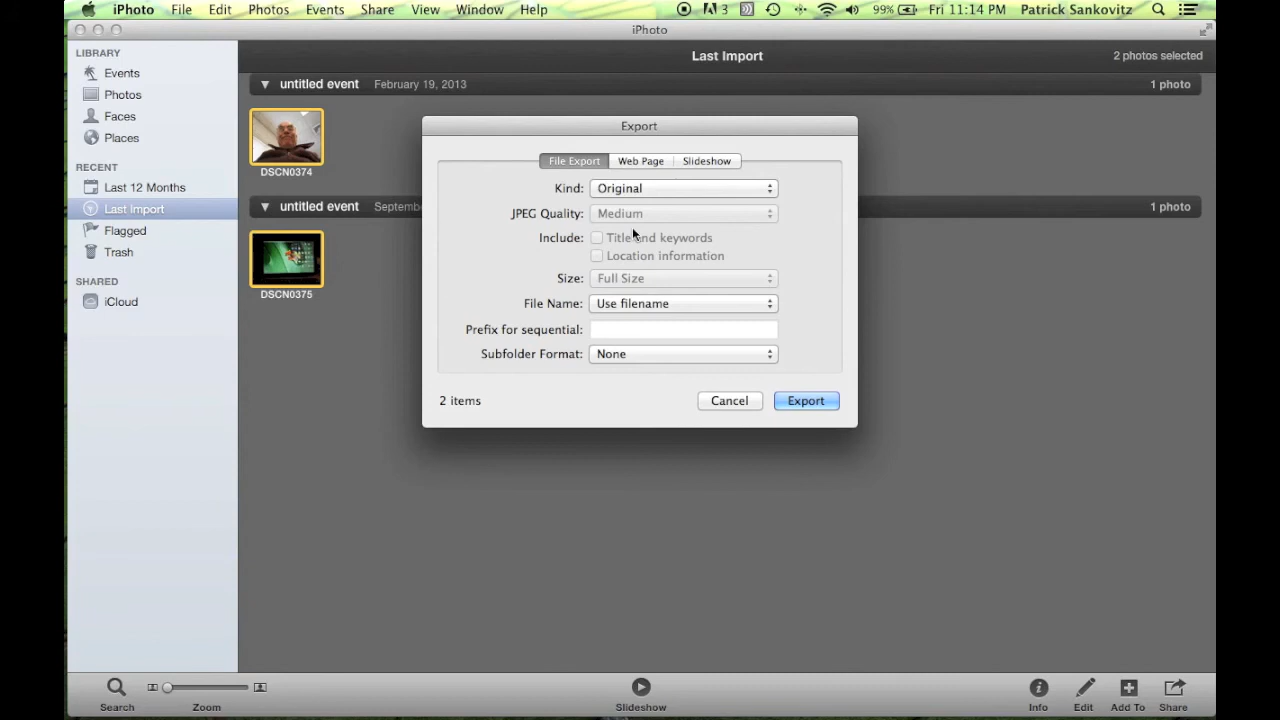 iPhoto File Edit Photos Events Share View Window Help 3 99% Fri 11:14 PM Patrick Sankovitz
iPhoto
LIBRARY
Events
Photos
Faces
Places
RECENT
Last 12 Months
Last Import
Flagged
Trash
SHARED
iCloud
Last Import 2 photos selected
untitled event February 19, 2013 1 photo
DSCN0374
untitled event 1 photo
DSCN0375
Export
File Export Web Page Slideshow
Kind: Original
JPEG Quality: Medium
Include: Title and keywords
Location information
Size: Full Size
File Name: Use filename
Prefix for sequential:
Subfolder Format: None
2 items Cancel Export
Search Zoom Slideshow Info Edit Add To Share